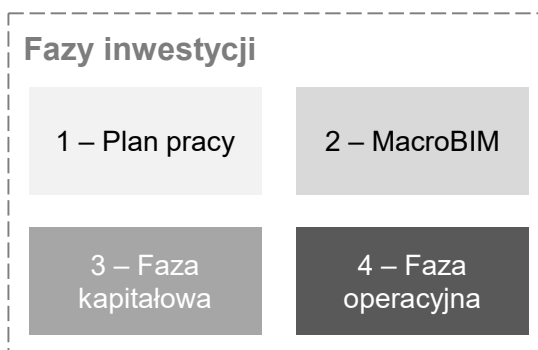 Fazy inwestycji
1 – Plan pracy
2 – MacroBIM
3 – Faza
kapitałowa
4 – Faza
operacyjna